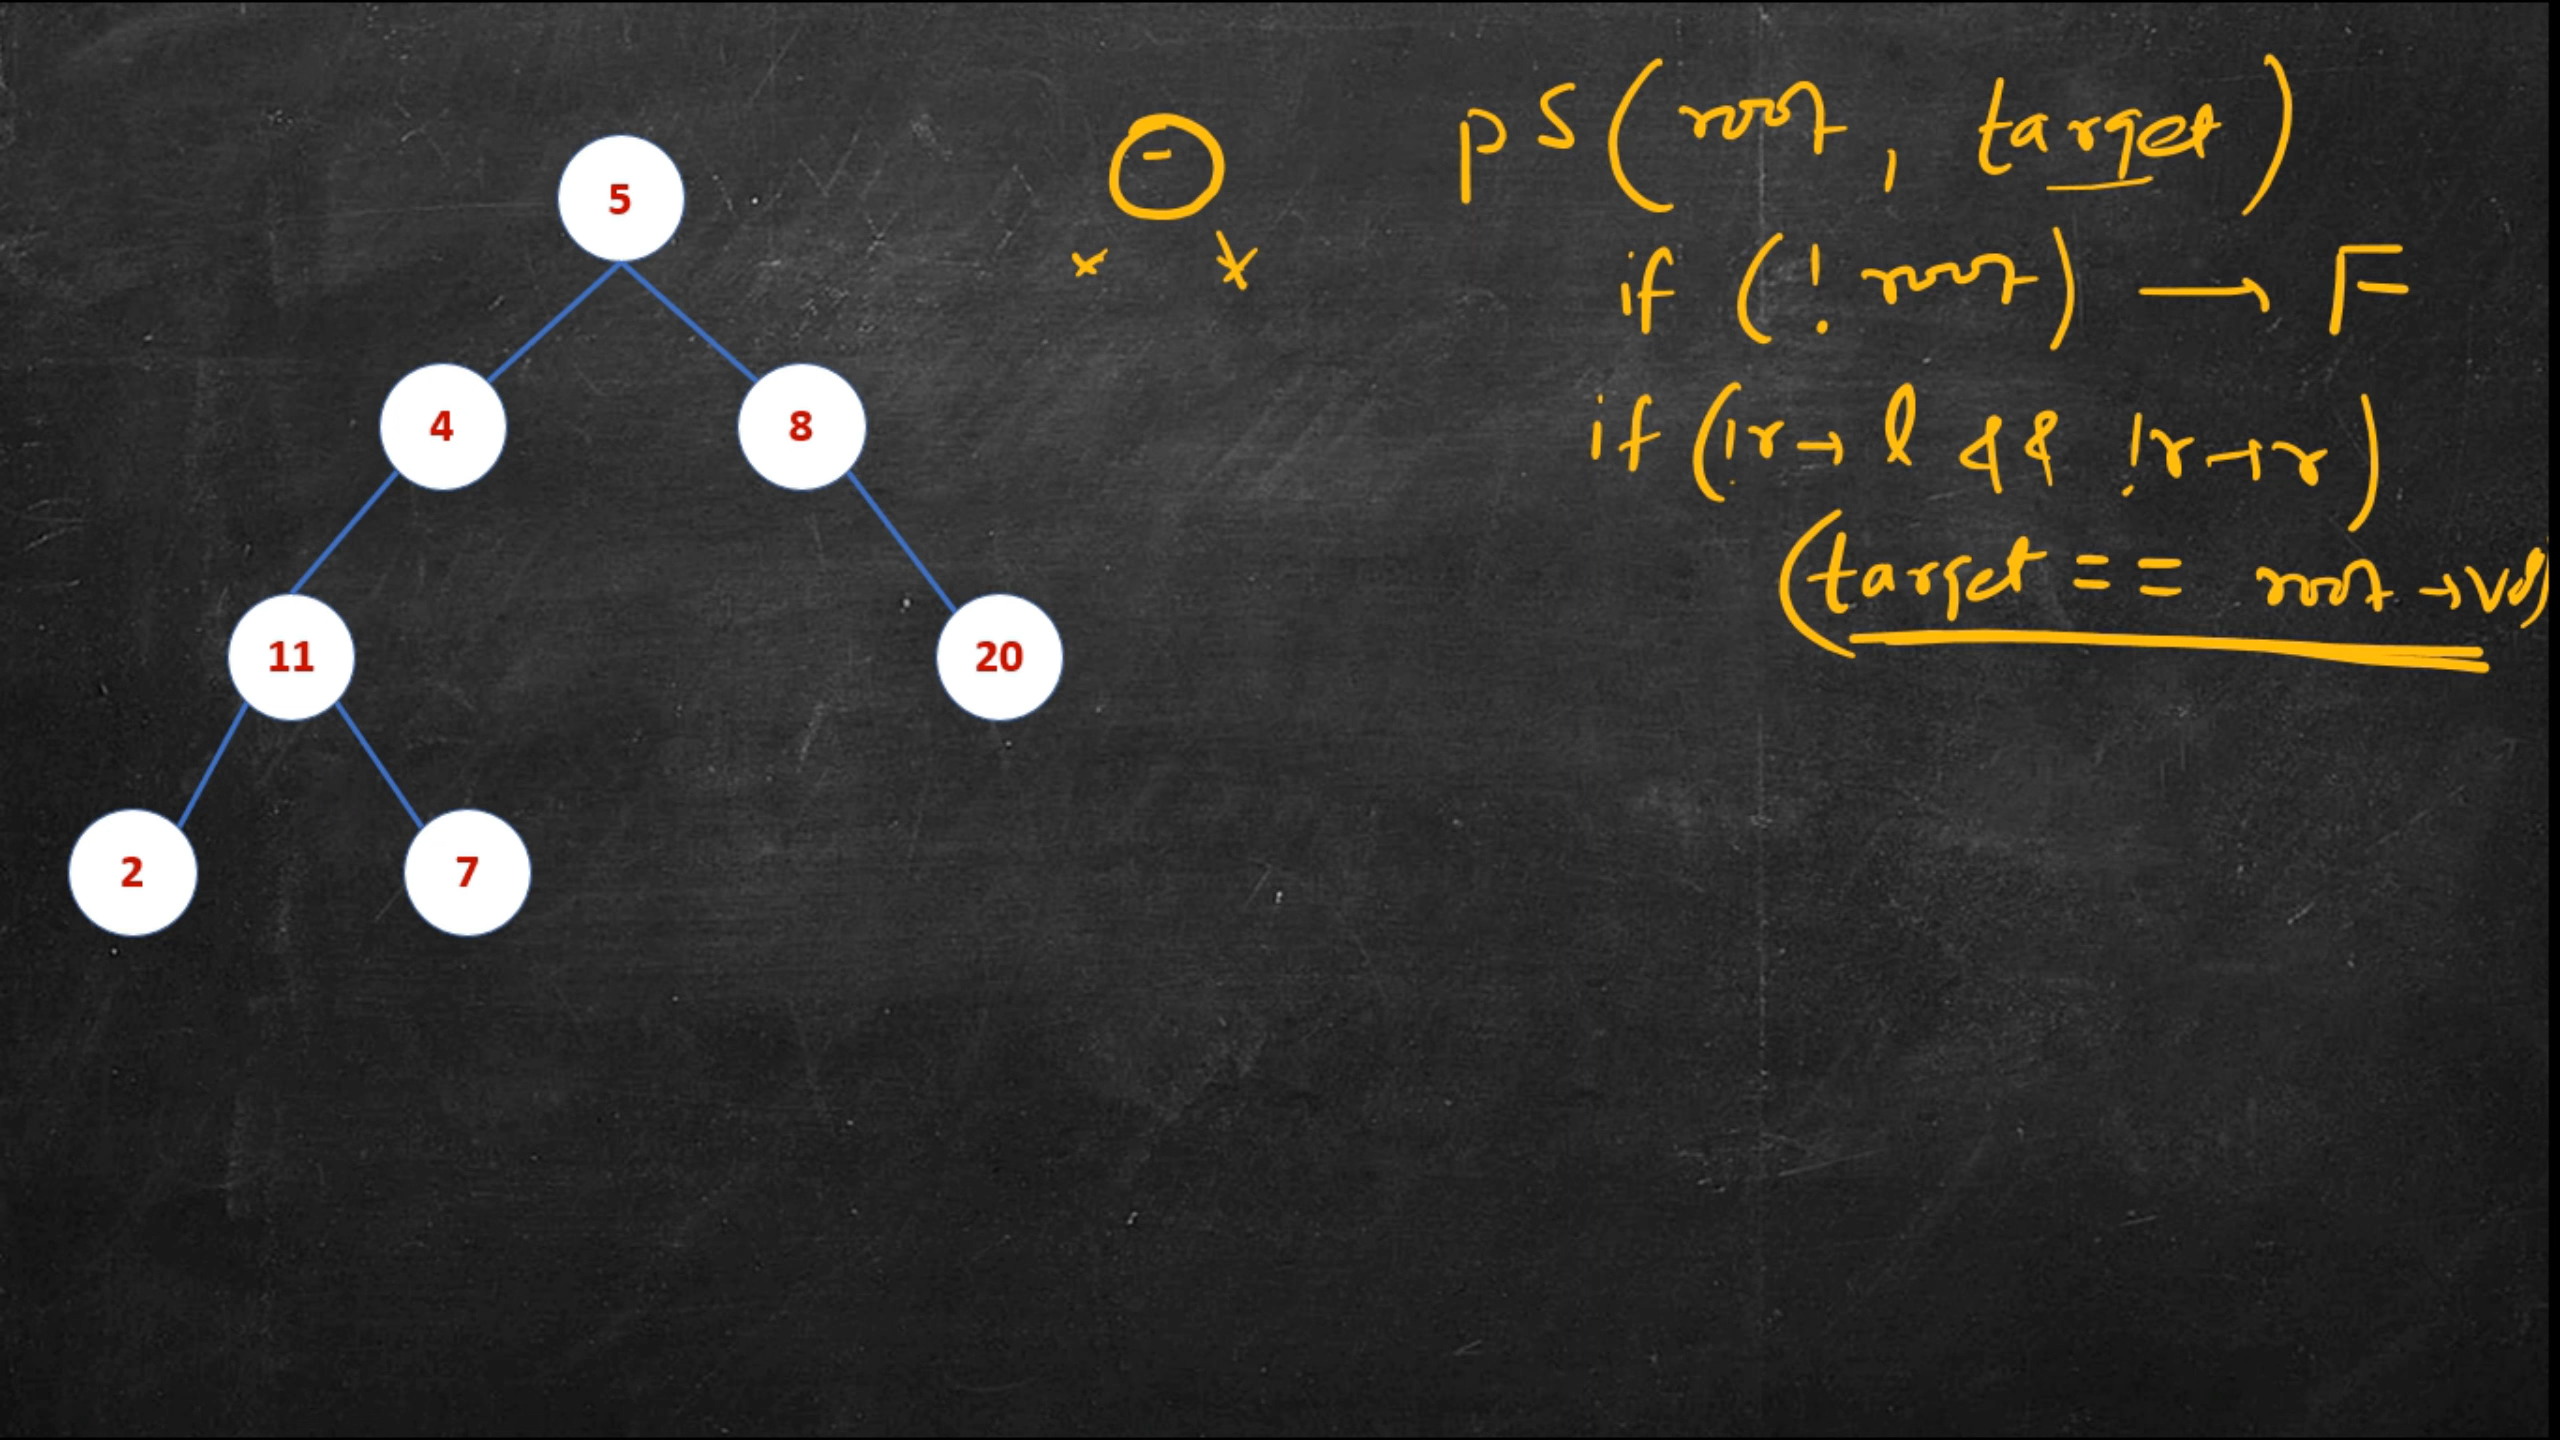 5
4
8
11
20
2
7
-
pS(root, target)
if (!root) → F
if (!r→l && !r→r)
(target == root →val)